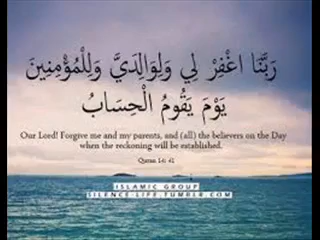 رَبَّنَا اغْفِرْ لِي وَلِوَالِدَيَّ وَلِلْمُؤْمِنِينَ
يَوْمَ يَقُومُ الْحِسَابُ
Our Lord! Forgive me and my parents, and (all) the believers on the Day
when the reckoning will be established.
Quran 14: 41
ISLAMIC GROUP
SILENCE-LIFE.TUMBLR.COM